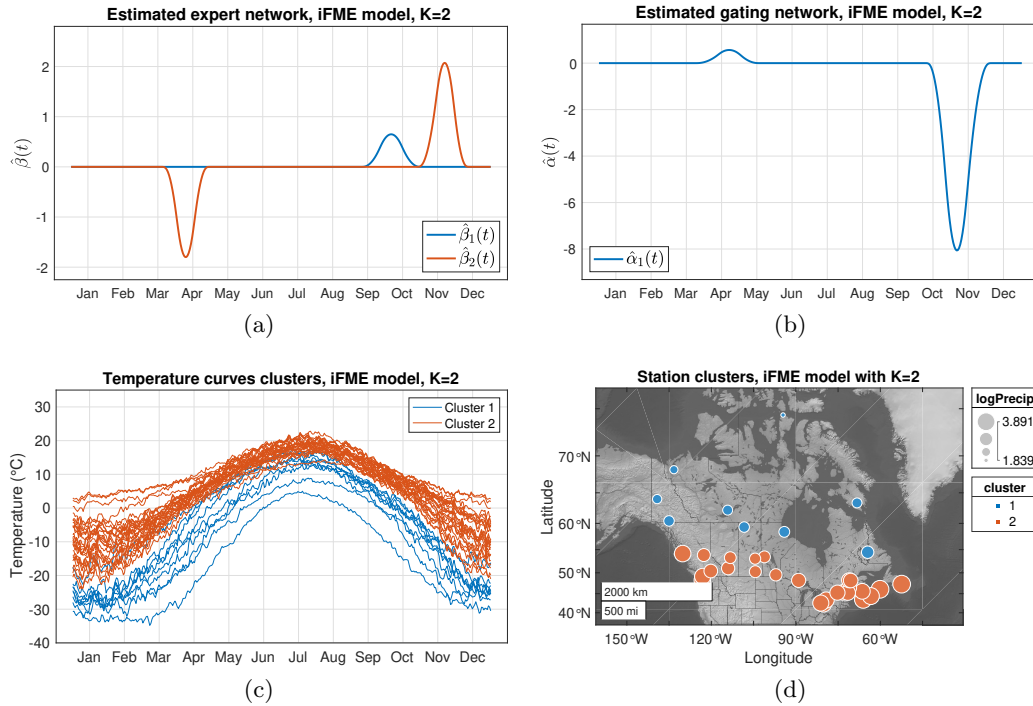 Estimated expert network, iFME model, K=2
2
1
0
-1
-2
β̂(t)
β̂₁(t)
β̂₂(t)
Jan Feb Mar Apr May Jun Jul Aug Sep Oct Nov Dec
(a)
Estimated gating network, iFME model, K=2
0
-2
-4
-6
-8
α̂(t)
α̂₁(t)
Jan Feb Mar Apr May Jun Jul Aug Sep Oct Nov Dec
(b)
Temperature curves clusters, iFME model, K=2
30
20
10
0
-10
-20
-30
-40
Temperature (°C)
Cluster 1
Cluster 2
Jan Feb Mar Apr May Jun Jul Aug Sep Oct Nov Dec
(c)
Station clusters, iFME model with K=2
70°N
60°N
50°N
40°N
Latitude
2000 km
500 mi
150°W 120°W 90°W 60°W
Longitude
logPrecip
3.891
1.839
cluster
1
2
(d)